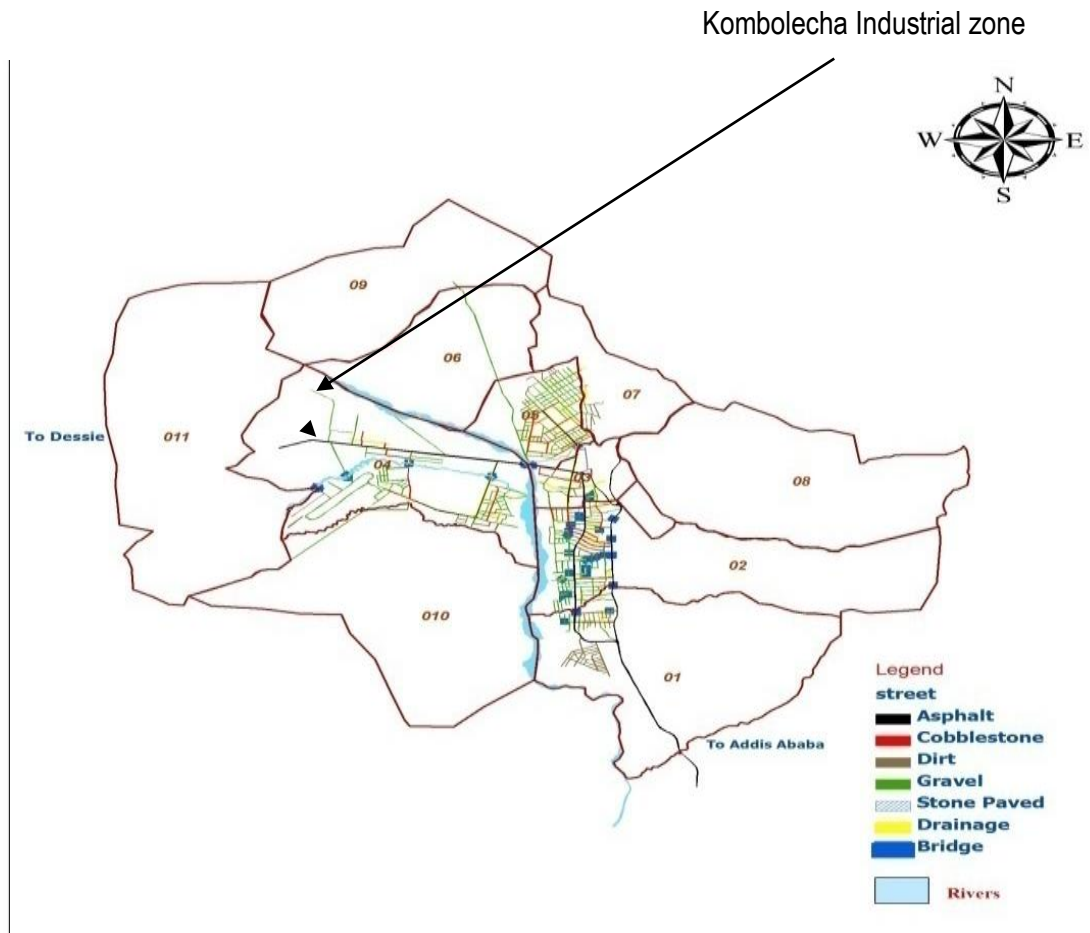 Kombolecha Industrial zone
N
W
E
S
09
06
07
05
To Dessie
011
04
03
08
02
010
01
To Addis Ababa
Legend
street
Asphalt
Cobblestone
Dirt
Gravel
Stone Paved
Drainage
Bridge
Rivers